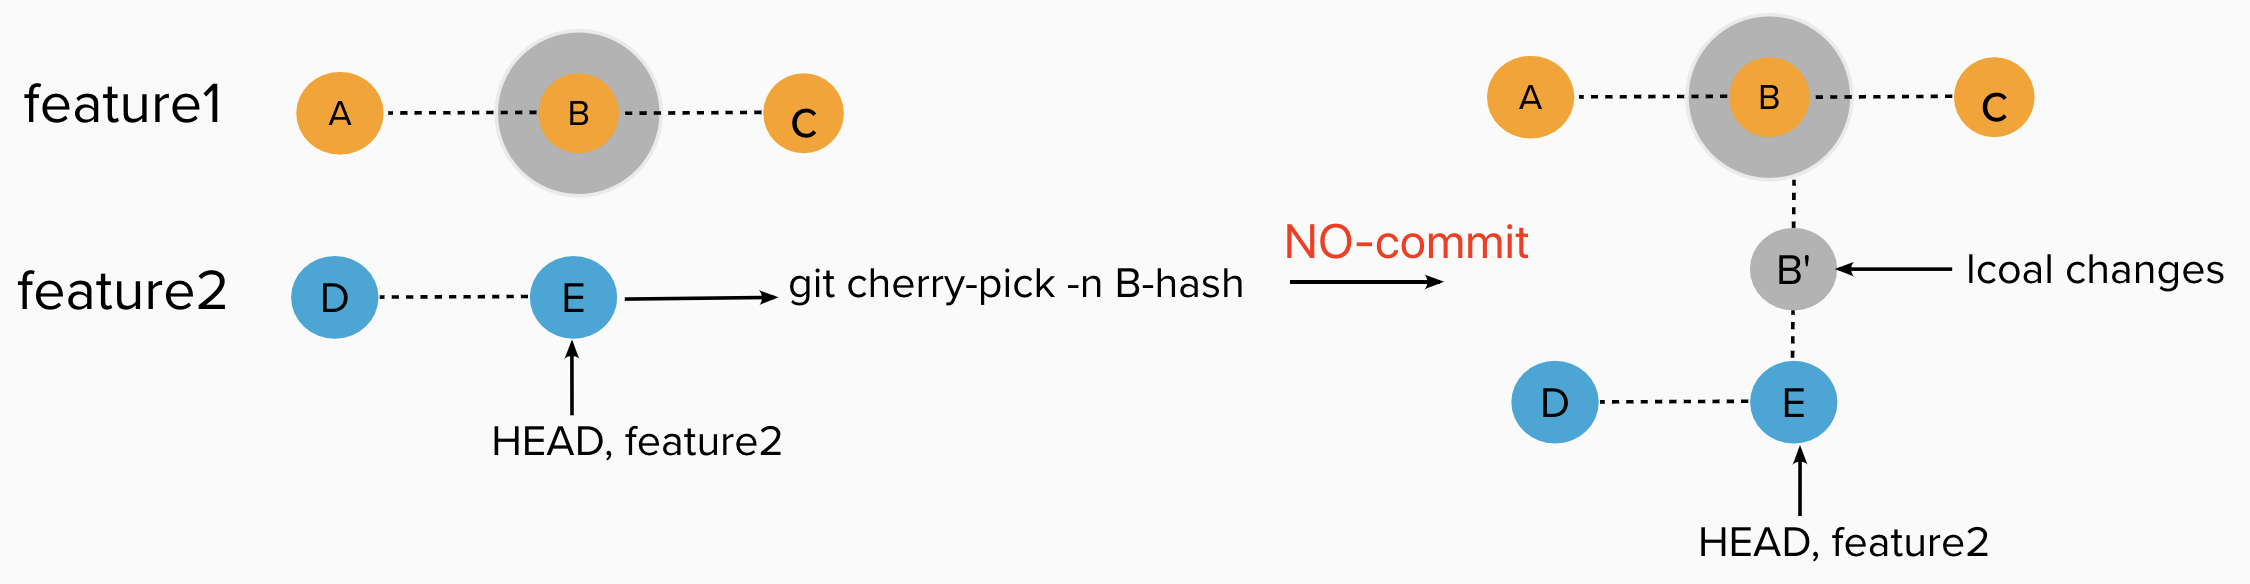 feature1
A
B
C
feature2
D
E
git cherry-pick -n B-hash
HEAD, feature2
NO-commit
A
B
C
B'
lcoal changes
D
E
HEAD, feature2